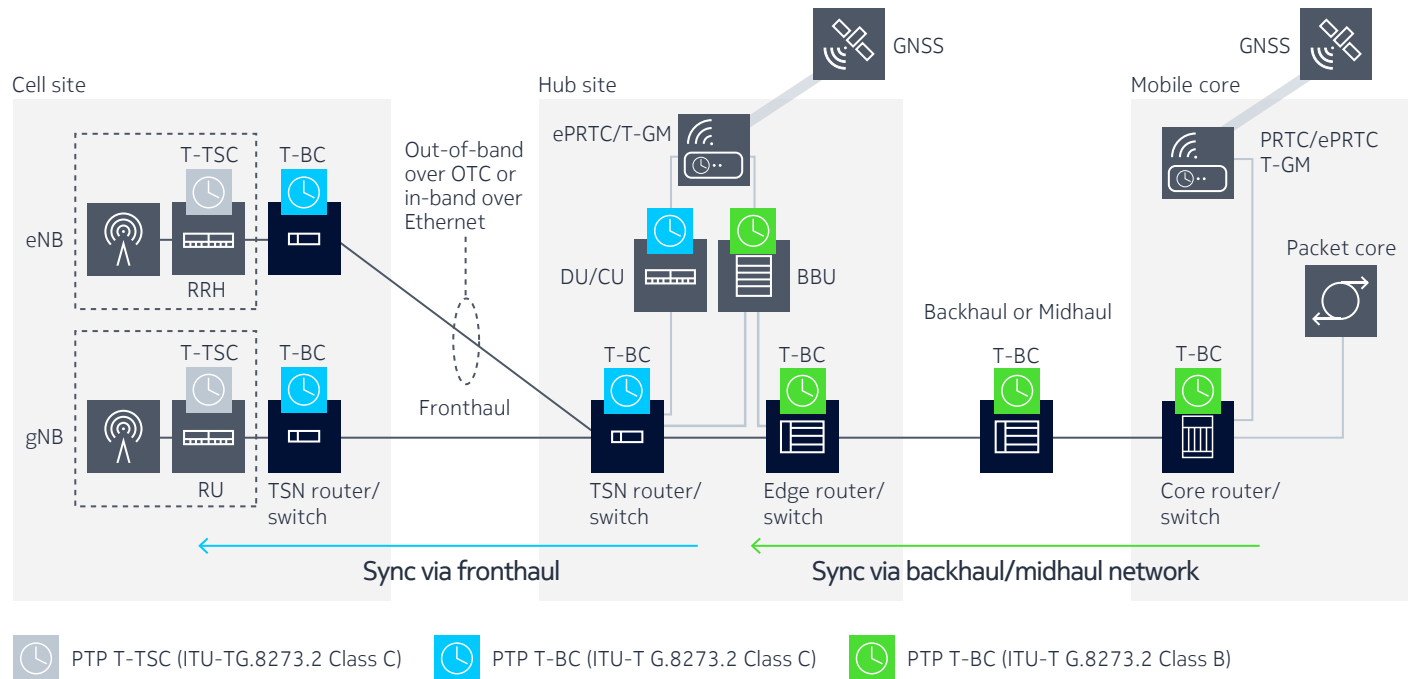 GNSS
GNSS
Cell site
Hub site
Mobile core
ePRTC/T-GM
PRTC/ePRTC
T-GM
T-TSC
T-BC
Out-of-band
over OTC or
in-band over
Ethernet
eNB
RRH
DU/CU
BBU
Packet core
Backhaul or Midhaul
T-TSC
T-BC
T-BC
T-BC
T-BC
T-BC
Fronthaul
gNB
RU
TSN router/
switch
TSN router/
switch
Edge router/
switch
Core router/
switch
Sync via fronthaul
Sync via backhaul/midhaul network
PTP T-TSC (ITU-TG.8273.2 Class C)
PTP T-BC (ITU-T G.8273.2 Class C)
PTP T-BC (ITU-T G.8273.2 Class B)